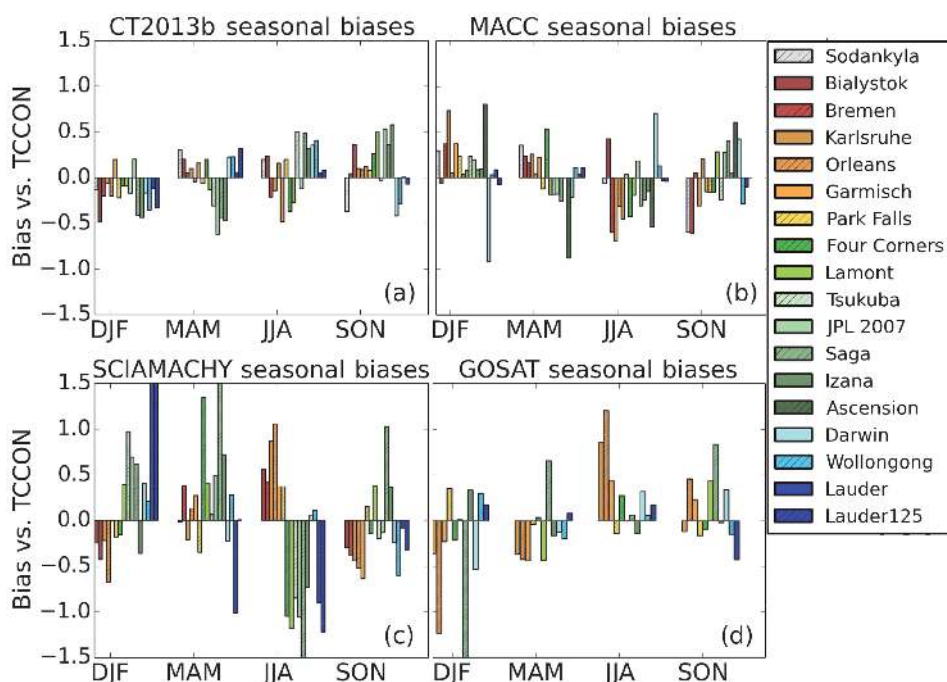 CT2013b seasonal biases
MACC seasonal biases
Bias vs. TCCON
1.5
1.0
0.5
0.0
−0.5
−1.0
−1.5
(a)
(b)
DJF MAM JJA SON
DJF MAM JJA SON
SCIAMACHY seasonal biases
GOSAT seasonal biases
Bias vs. TCCON
1.5
1.0
0.5
0.0
−0.5
−1.0
−1.5
(c)
(d)
DJF MAM JJA SON
DJF MAM JJA SON
Sodankyla
Bialystok
Bremen
Karlsruhe
Orleans
Garmisch
Park Falls
Four Corners
Lamont
Tsukuba
JPL 2007
Saga
Izana
Ascension
Darwin
Wollongong
Lauder
Lauder125